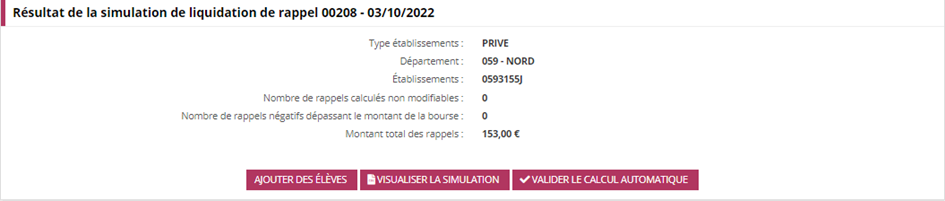 Résultat de la simulation de liquidation de rappel 00208 - 03/10/2022
Type établissements : PRIVE
Département : 059 - NORD
Établissements : 0593155J
Nombre de rappels calculés non modifiables : 0
Nombre de rappels négatifs dépassant le montant de la bourse : 0
Montant total des rappels : 153,00 €
AJOUTER DES ÉLÈVES VISUALISER LA SIMULATION VALIDER LE CALCUL AUTOMATIQUE